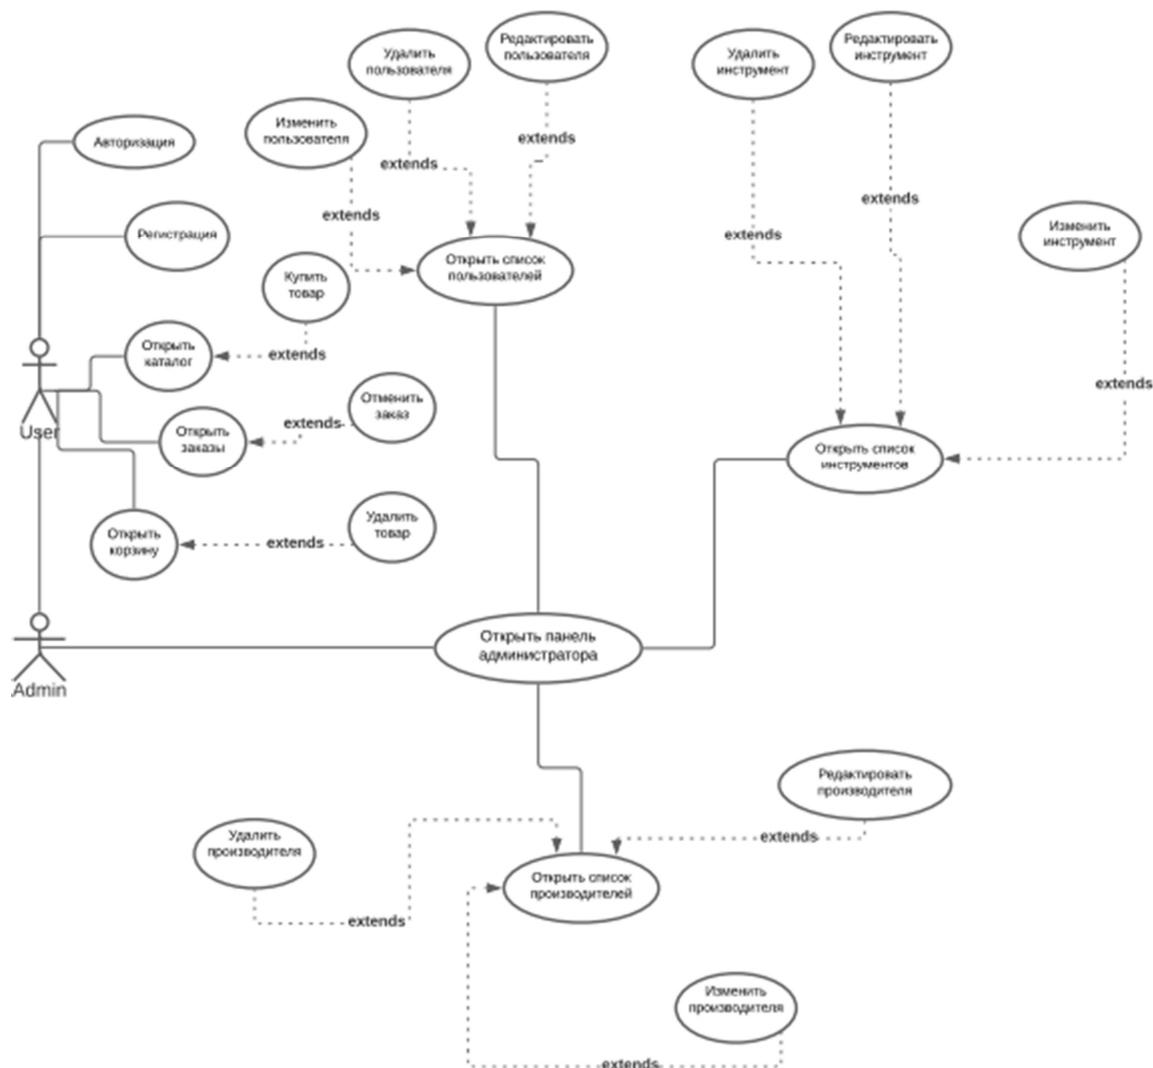 Удалить
пользователя
Редактировать
пользователя
Удалить
инструмент
Редактировать
инструмент
Изменить
пользователя
Авторизация
extends
extends
extends
extends
Регистрация
Изменить
инструмент
extends
Открыть список
пользователей
Купить
товар
Открыть
каталог
extends
extends
Отменить
заказ
extends
User
Открыть
заказы
Открыть список
инструментов
Удалить
товар
Открыть
корзину
extends
Открыть панель
администратора
Admin
Редактировать
производителя
Удалить
производителя
extends
Открыть список
производителей
extends
Изменить
производителя
extends